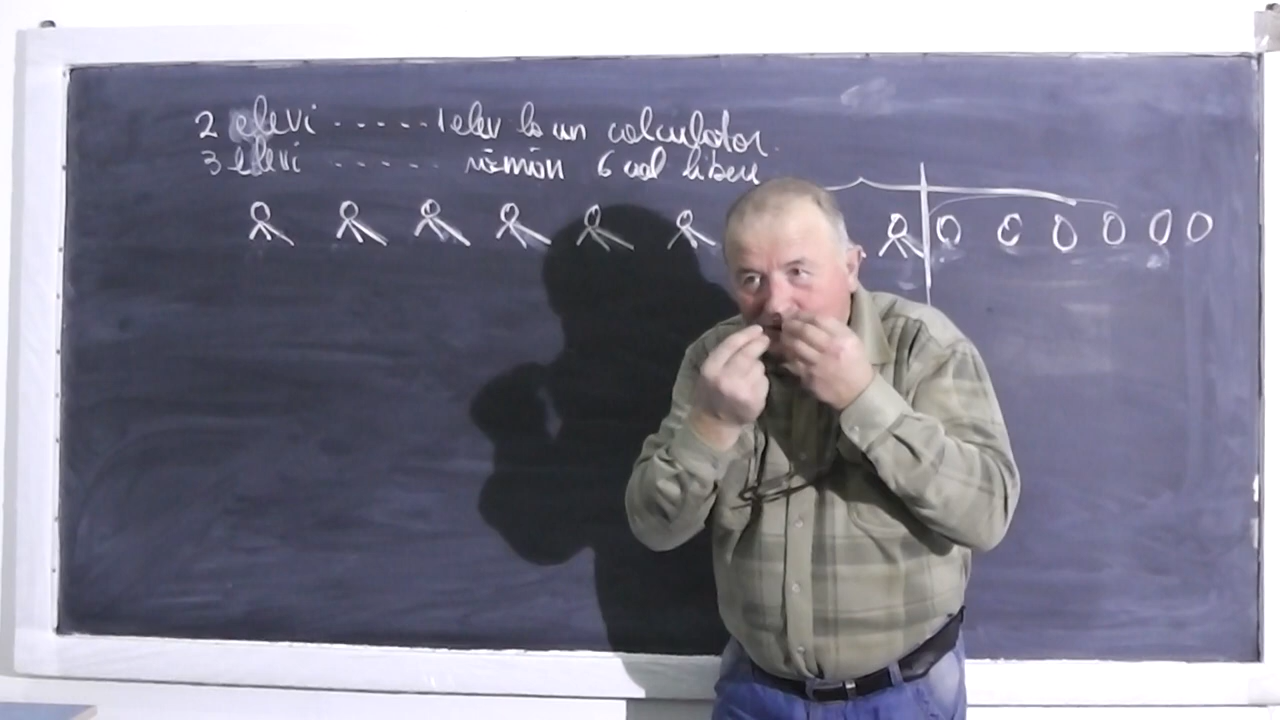 2 elevi ......1 elev la un calculator.
3 elevi ...... rămân 6 cal libere